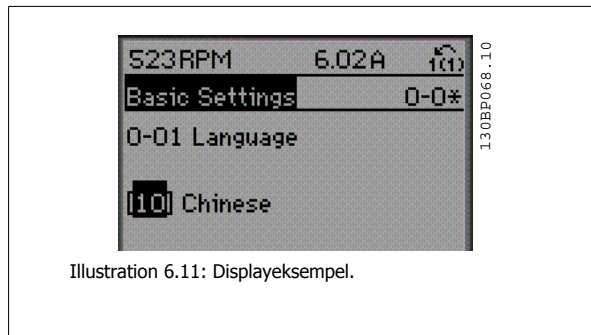 523RPM 6.02A 1(1)
Basic Settings 0-0*
0-01 Language
[10] Chinese
130BP068.10
Illustration 6.11: Displayeksempel.